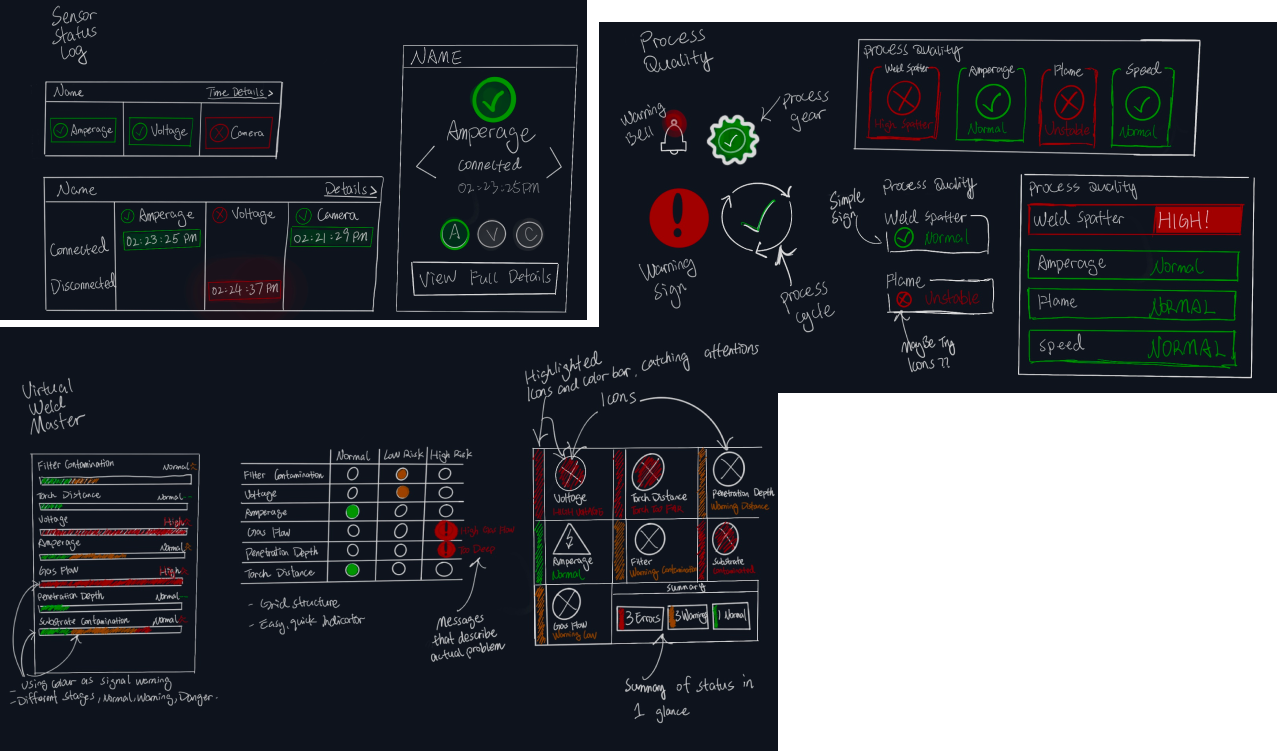 Sensor
Status
Log
Name
Time Details >
Amperage
Voltage
Camera
Name
Details >
Amperage
Voltage
Camera
Connected
02:23:25 PM
02:21:29 PM
Disconnected
02:24:37 PM
NAME
Amperage
Connected
02:23:25 PM
A
V
C
View Full Details
Process
Quality
Warning
Bell
process
gear
Warning
Sign
process
cycle
Process Quality
Weld Spatter
Amperage
Flame
Speed
High Spatter
Normal
Unstable
Normal
Simple
sign
Process Quality
Weld Spatter
Normal
Flame
Unstable
Maybe Try
Icons ??
Process Quality
Weld Spatter
HIGH!
Amperage
Normal
Flame
NORMAL
Speed
NORMAL
Virtual
Weld
Master
Filter Contamination
Normal
Torch Distance
Normal
Voltage
High
Amperage
Normal
Gas Flow
High
Penetration Depth
Normal
Substrate Contamination
Normal
- Using colour as signal warning
- Different stages, Normal, Warning, Danger.
Normal
Low Risk
High Risk
Filter Contamination
Voltage
Amperage
Gas Flow
High Gas Flow
Penetration Depth
Too Deep
Torch Distance
- Grid structure
- Easy, quick indicator
messages
that describe
actual problem
Highlighted
Icons and color bar, catching attentions
Icons
Voltage
Torch Distance
Torch Too FAR
Penetration Depth
Warning Distance
Amperage
Normal
Filter
Warning Contamination
Substrate
Contaminated
Gas Flow
Warning Low
Summary
3 Errors
3 Warning
1 Normal
Summary of status in
1 glance